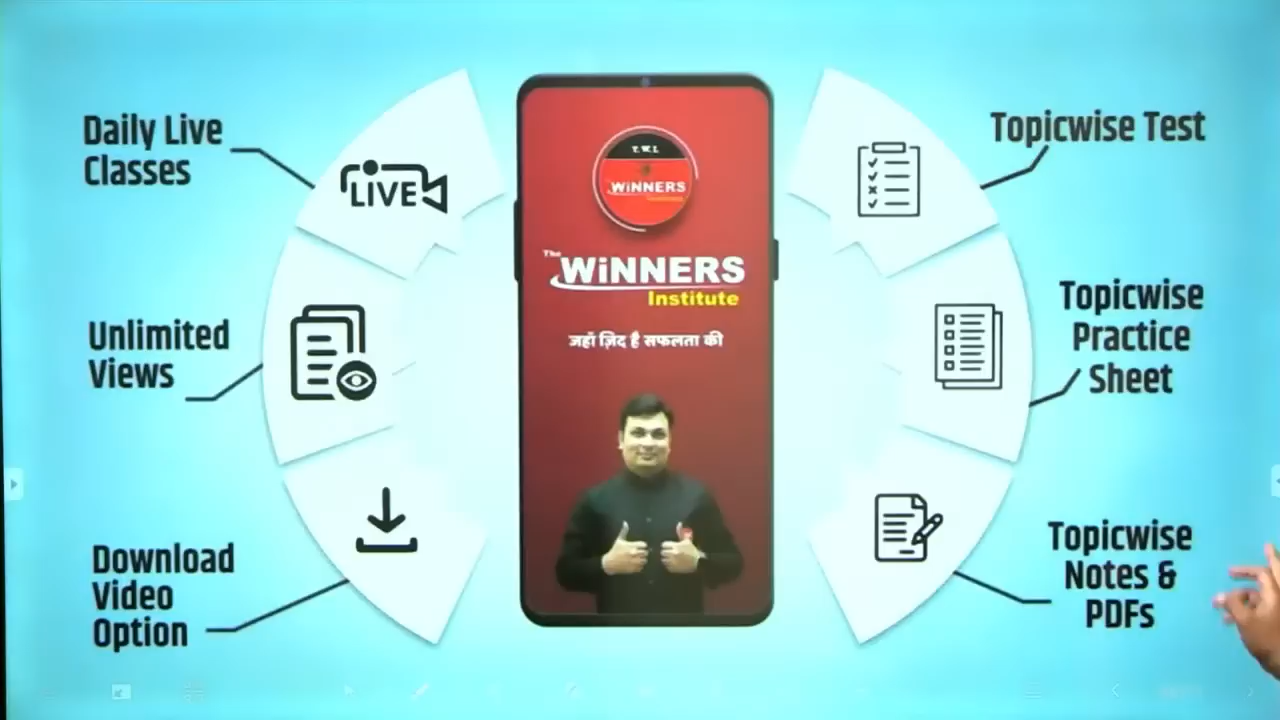 Daily Live
Classes
LIVE
Unlimited
Views
Download
Video
Option
T.W.I.
WiNNERS
Institute
The
WiNNERS
Institute
जहाँ ज़िद है सफलता की
Topicwise Test
Topicwise
Practice
Sheet
Topicwise
Notes &
PDFs